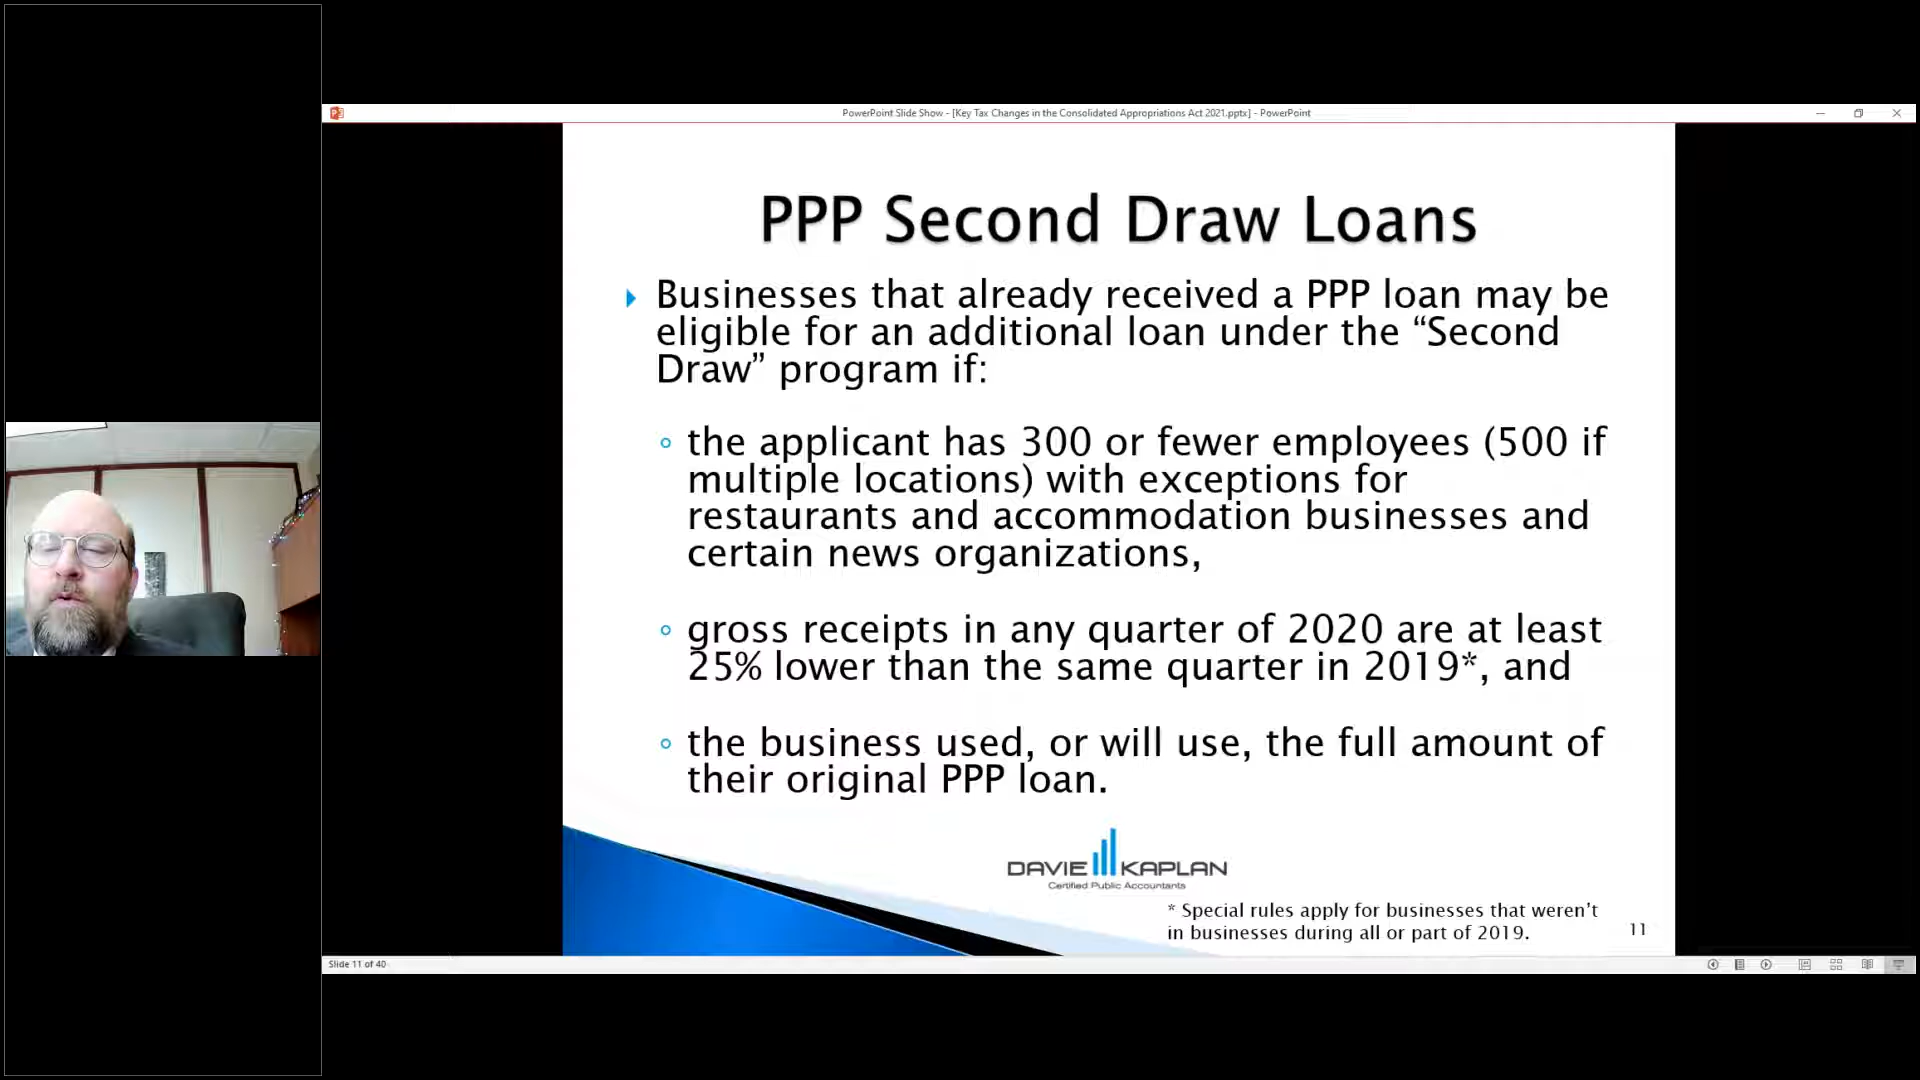 PowerPoint Slide Show - [Key Tax Changes in the Consolidated Appropriations Act 2021.pptx] - PowerPoint
PPP Second Draw Loans
Businesses that already received a PPP loan may be
eligible for an additional loan under the “Second
Draw” program if:
the applicant has 300 or fewer employees (500 if
multiple locations) with exceptions for
restaurants and accommodation businesses and
certain news organizations,
gross receipts in any quarter of 2020 are at least
25% lower than the same quarter in 2019*, and
the business used, or will use, the full amount of
their original PPP loan.
DAVIE KAPLAN
Certified Public Accountants
* Special rules apply for businesses that weren’t
in businesses during all or part of 2019.
11
Slide 11 of 40